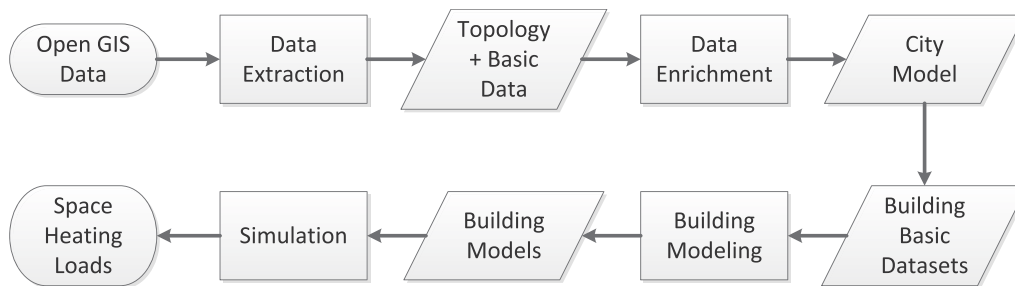 Open GIS
Data
Data
Extraction
Topology
+ Basic
Data
Data
Enrichment
City
Model
Building
Basic
Datasets
Building
Modeling
Building
Models
Simulation
Space
Heating
Loads